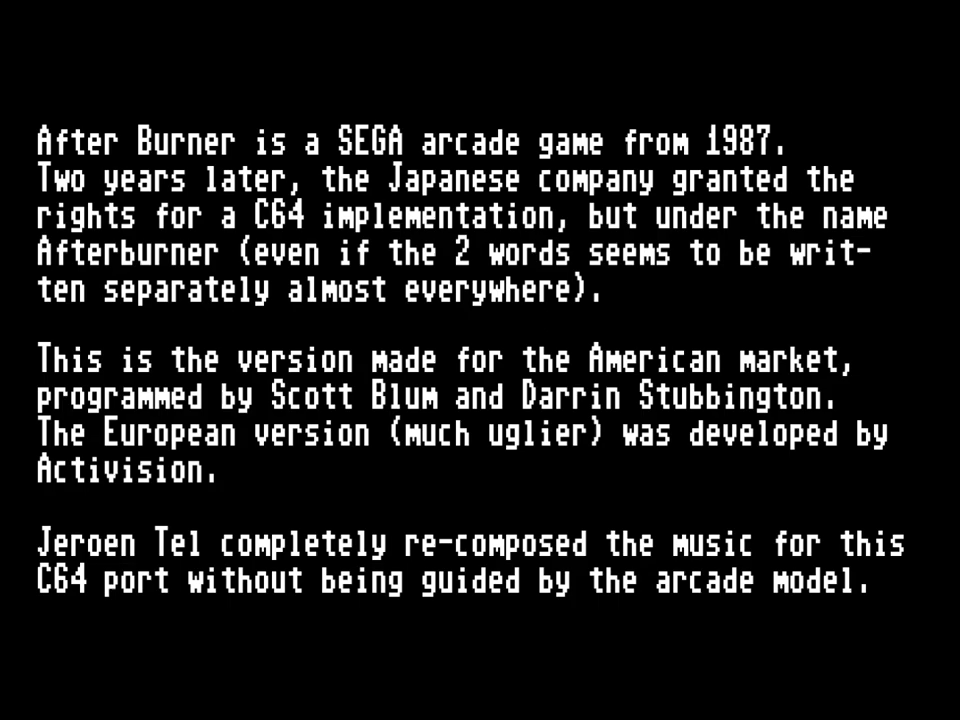 After Burner is a SEGA arcade game from 1987.
Two years later, the Japanese company granted the
rights for a C64 implementation, but under the name
Afterburner (even if the 2 words seems to be writ-
ten separately almost everywhere).
This is the version made for the American market,
programmed by Scott Blum and Darrin Stubbington.
The European version (much uglier) was developed by
Activision.
Jeroen Tel completely re-composed the music for this
C64 port without being guided by the arcade model.